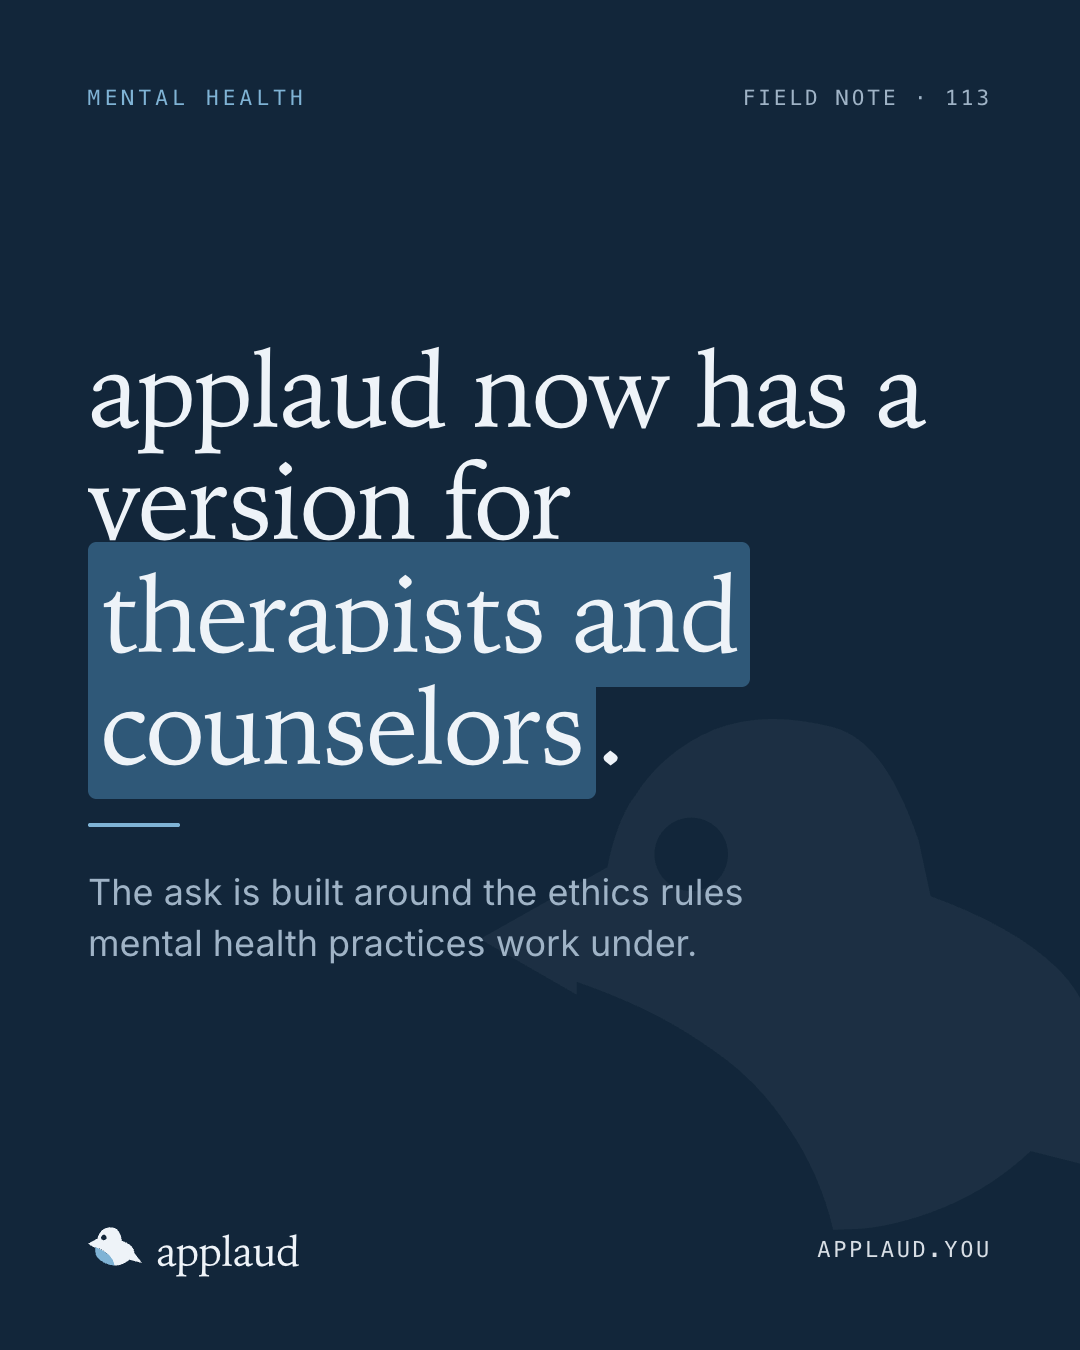 MENTAL HEALTH
FIELD NOTE · 113
applaud now has a
version for
therapists and
counselors.
The ask is built around the ethics rules
mental health practices work under.
applaud
APPLAUD.YOU